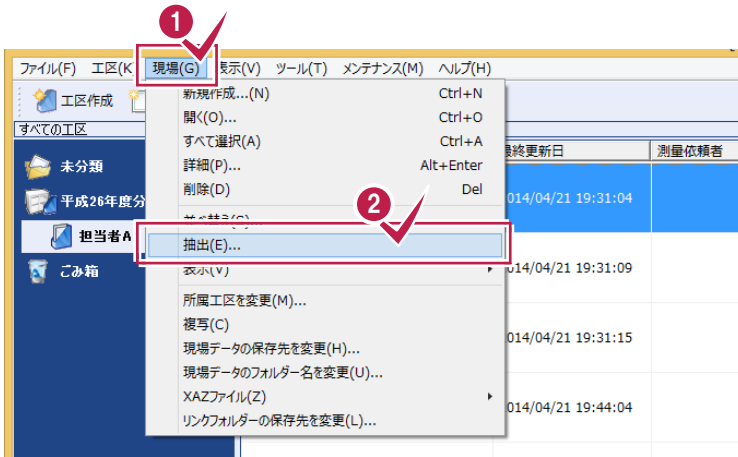 1
ファイル(F) 工区(K 現場(G) 表示(V) ツール(T) メンテナンス(M) ヘルプ(H)
工区作成
すべての工区
未分類
平成26年度分
担当者A
ごみ箱
新規作成...(N) Ctrl+N
開く(O)... Ctrl+O
すべて選択(A) Ctrl+A
詳細(P)... Alt+Enter
削除(D) Del
2
抽出(E)...
表示(V)
所属工区を変更(M)...
複写(C)
現場データの保存先を変更(H)...
現場データのフォルダー名を変更(U)...
XAZファイル(Z)
リンクフォルダーの保存先を変更(L)...
最終更新日 測量依頼者
014/04/21 19:31:04
014/04/21 19:31:09
014/04/21 19:31:15
014/04/21 19:44:04